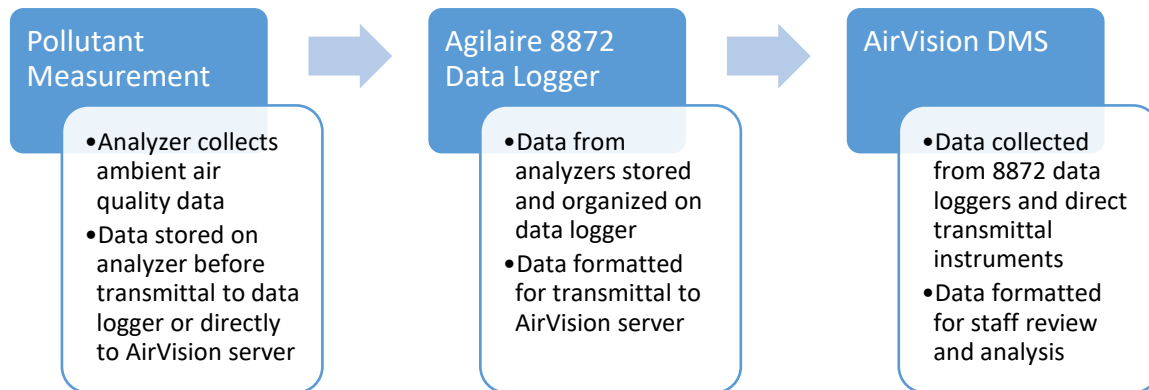 Pollutant
Measurement
•Analyzer collects
ambient air
quality data
•Data stored on
analyzer before
transmittal to data
logger or directly
to AirVision server
Agilaire 8872
Data Logger
•Data from
analyzers stored
and organized on
data logger
•Data formatted
for transmittal to
AirVision server
AirVision DMS
•Data collected
from 8872 data
loggers and direct
transmittal
instruments
•Data formatted
for staff review
and analysis